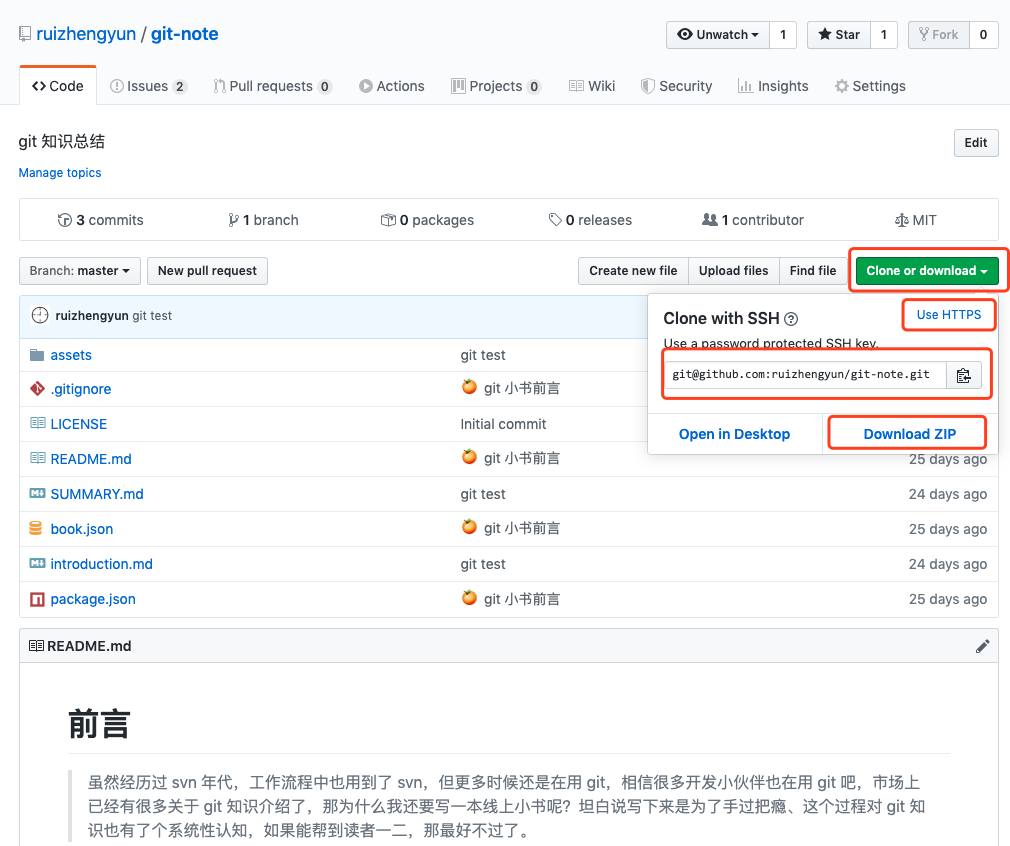 ruizhengyun / git-note
Unwatch 1 Star 1 Fork 0
Code Issues 2 Pull requests 0 Actions Projects 0 Wiki Security Insights Settings
git 知识总结
Edit
Manage topics
3 commits 1 branch 0 packages 0 releases 1 contributor MIT
Branch: master New pull request Create new file Upload files Find file Clone or download
ruizhengyun git test
Clone with SSH Use HTTPS
Use a password protected SSH key.
git@github.com:ruizhengyun/git-note.git
Open in Desktop Download ZIP
assets git test
.gitignore git 小书前言
LICENSE Initial commit
README.md git 小书前言 25 days ago
SUMMARY.md git test 24 days ago
book.json git 小书前言 25 days ago
introduction.md git test 24 days ago
package.json git 小书前言 25 days ago
README.md
前言
虽然经历过 svn 年代，工作流程中也用到了 svn，但更多时候还是在用 git，相信很多开发小伙伴也在用 git 吧，市场上
已经有很多关于 git 知识介绍了，那为什么我还要写一本线上小书呢？坦白说写下来是为了手过把瘾、这个过程对 git 知
识也有了个系统性认知，如果能帮到读者一二，那最好不过了。